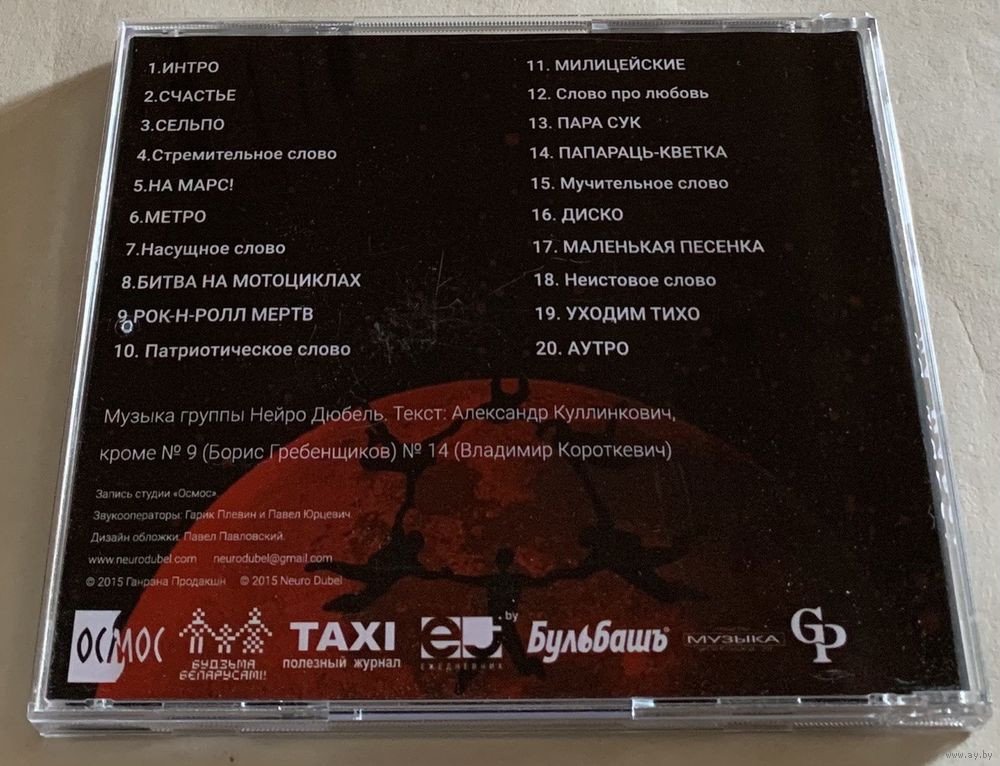 1.ИНТРО
2.СЧАСТЬЕ
3.СЕЛЬПО
4.Стремительное слово
5.НА МАРС!
6.МЕТРО
7.Насущное слово
8.БИТВА НА МОТОЦИКЛАХ
9.РОК-Н-РОЛЛ МЕРТВ
10. Патриотическое слово
11. МИЛИЦЕЙСКИЕ
12. Слово про любовь
13. ПАРА СУК
14. ПАПАРАЦЬ-КВЕТКА
15. Мучительное слово
16. ДИСКО
17. МАЛЕНЬКАЯ ПЕСЕНКА
18. Неистовое слово
19. УХОДИМ ТИХО
20. АУТРО
Музыка группы Нейро Дюбель. Текст: Александр Куллинкович,
кроме № 9 (Борис Гребенщиков) № 14 (Владимир Короткевич)
Запись студии «Осмос».
Звукооператоры: Гарик Плевин и Павел Юрцевич.
Дизайн обложки. Павел Павловский.
www.neurodubel.com neurodubel@gmail.com
© 2015 Ганрэна Продакшн © 2015 Neuro Dubel
ОСМОС
БУДЗЬМА
БЕЛАРУСАМІ!
TAXI
полезный журнал
ej by
ЕЖЕДНЕВНИК
Бульбашъ®
МУЗЫКА
GP
www.ay.by